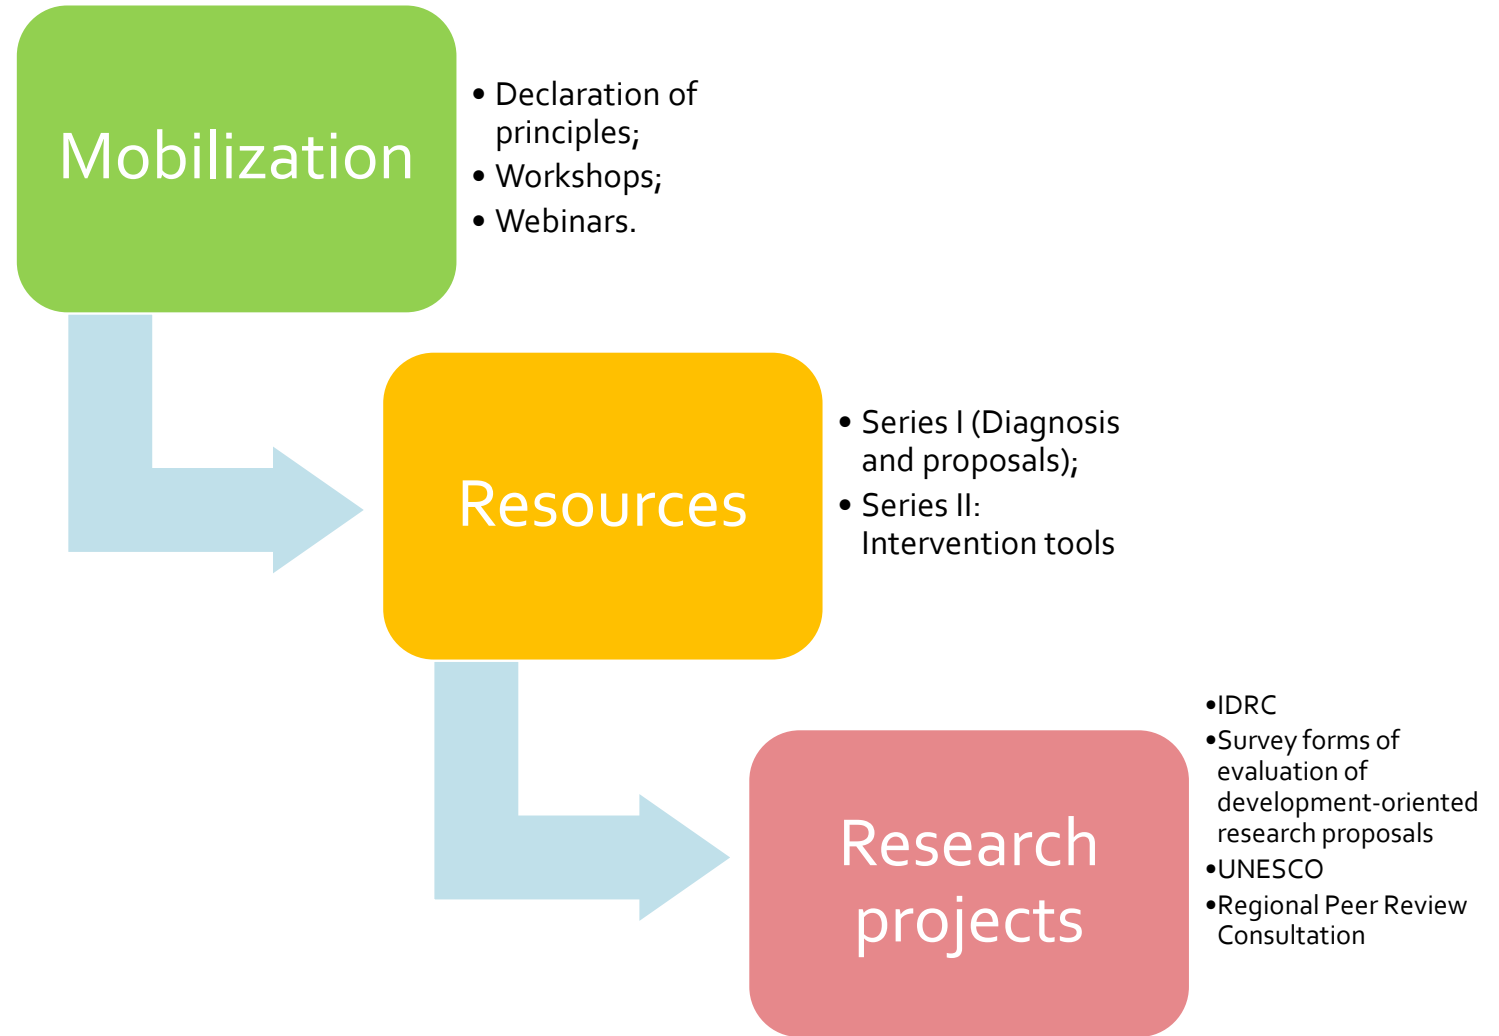 Mobilization
• Declaration of
principles;
• Workshops;
• Webinars.
Resources
• Series I (Diagnosis
and proposals);
• Series II:
Intervention tools
Research
projects
•IDRC
•Survey forms of
evaluation of
development-oriented
research proposals
•UNESCO
•Regional Peer Review
Consultation